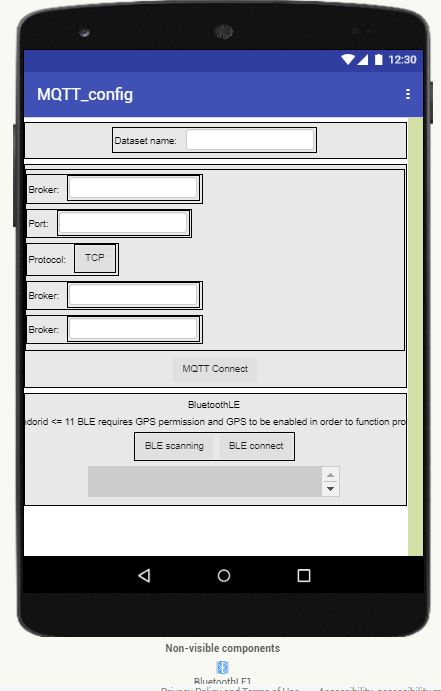 12:30
MQTT_config
Dataset name:
Broker:
Port:
Protocol: TCP
Broker:
Broker:
MQTT Connect
BluetoothLE
ndorid <= 11 BLE requires GPS permission and GPS to be enabled in order to function pro
BLE scanning BLE connect
Non-visible components
BluetoothLE1
Privacy Policy and Terms of Use